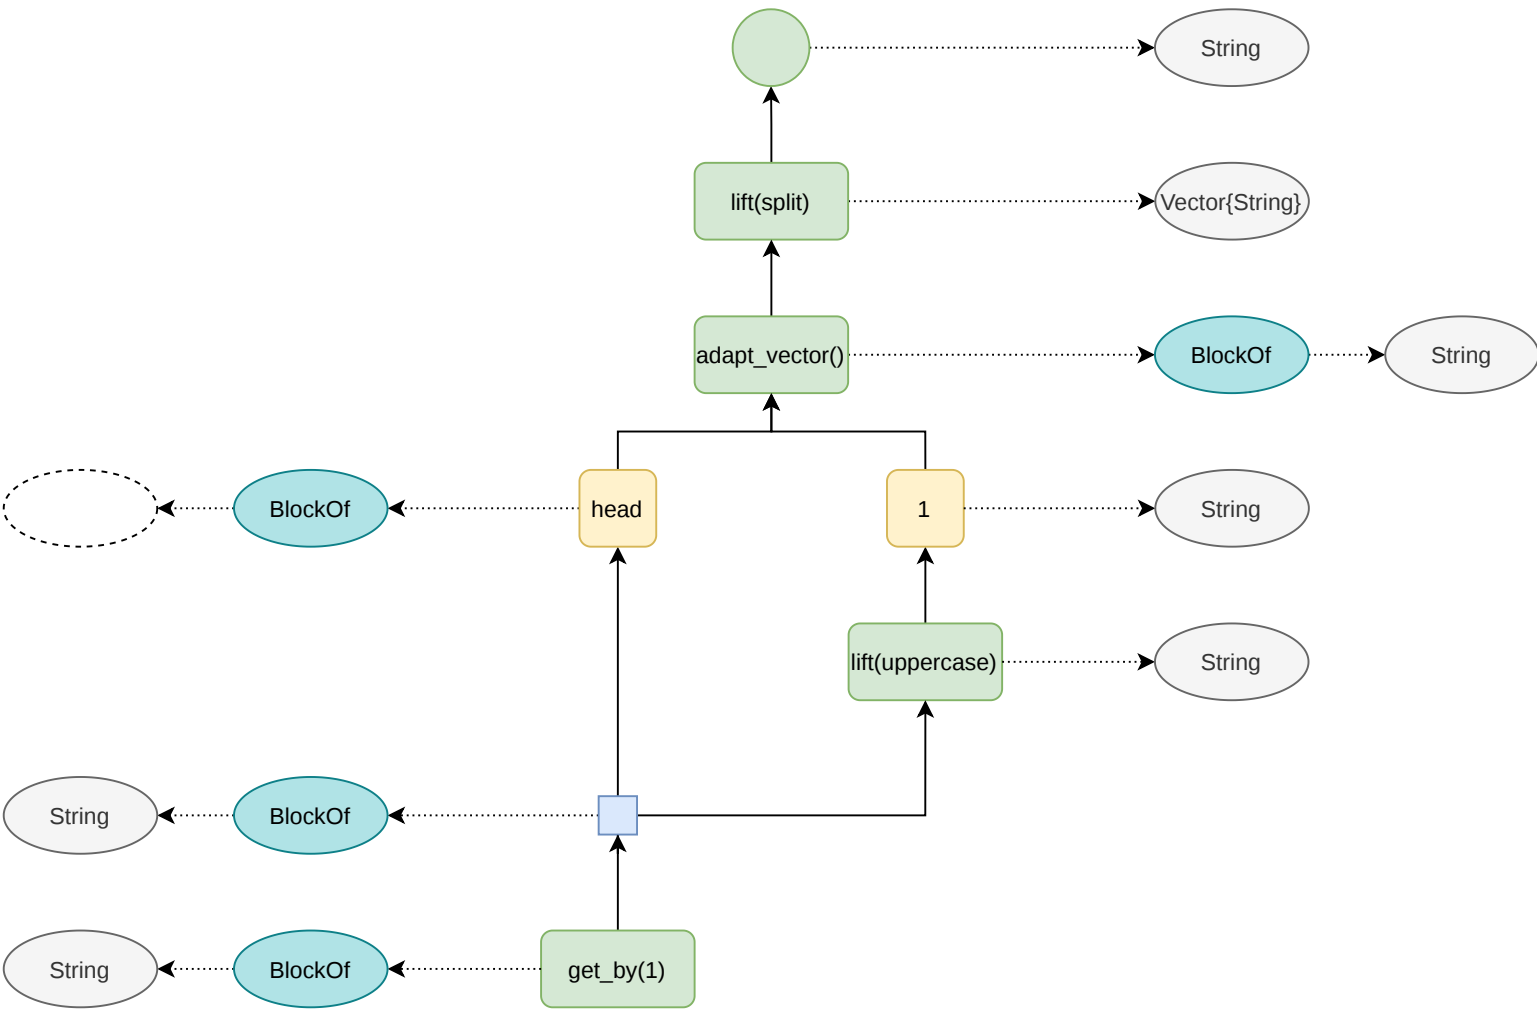 String
lift(split)
Vector{String}
adapt_vector()
BlockOf
String
BlockOf
head
1
String
lift(uppercase)
String
String
BlockOf
String
BlockOf
get_by(1)